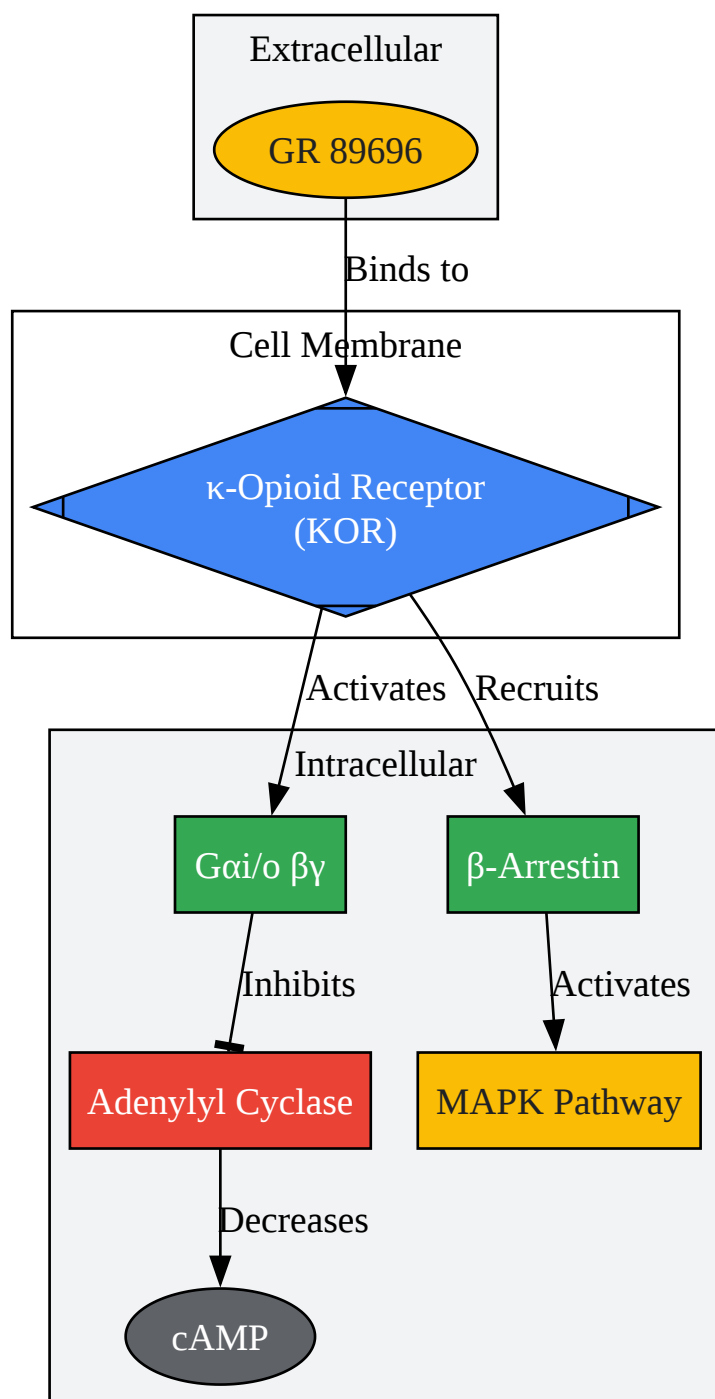 Extracellular
GR 89696
Binds to
Cell Membrane
κ-Opioid Receptor
(KOR)
Activates
Recruits
Intracellular
Gαi/o βγ
β-Arrestin
Inhibits
Activates
Adenylyl Cyclase
MAPK Pathway
Decreases
cAMP